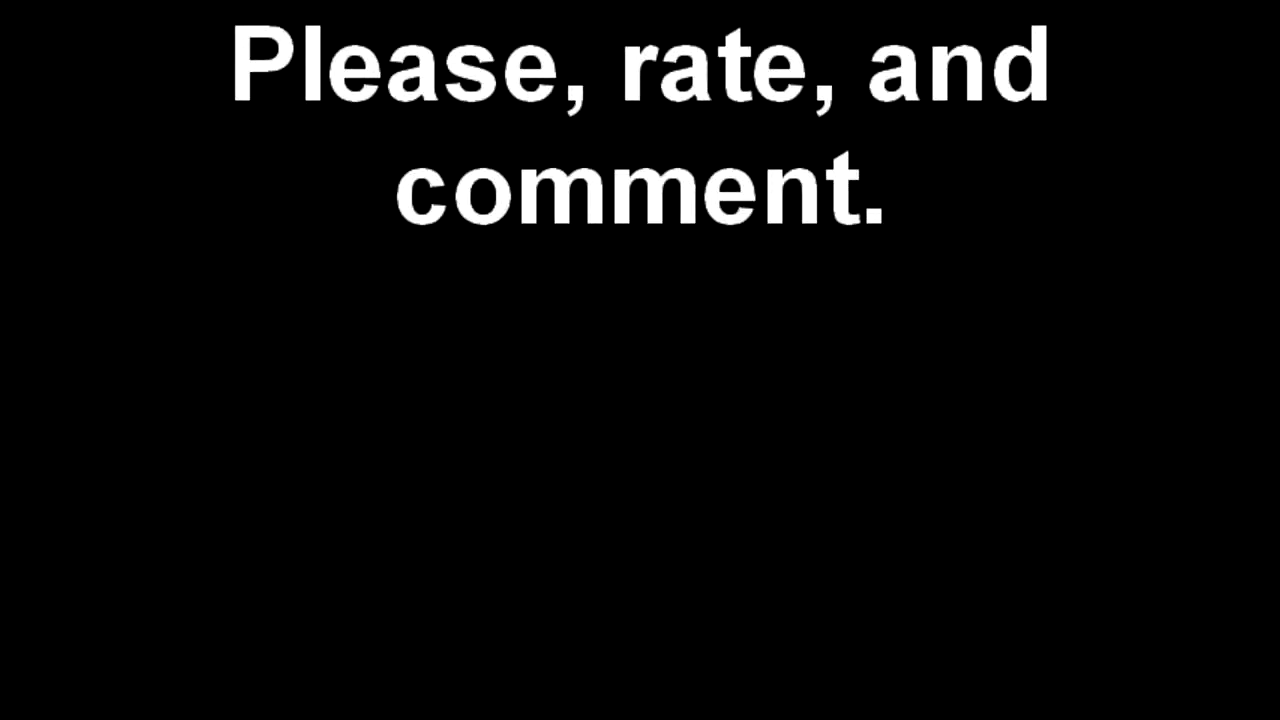 Please, rate, and
comment.